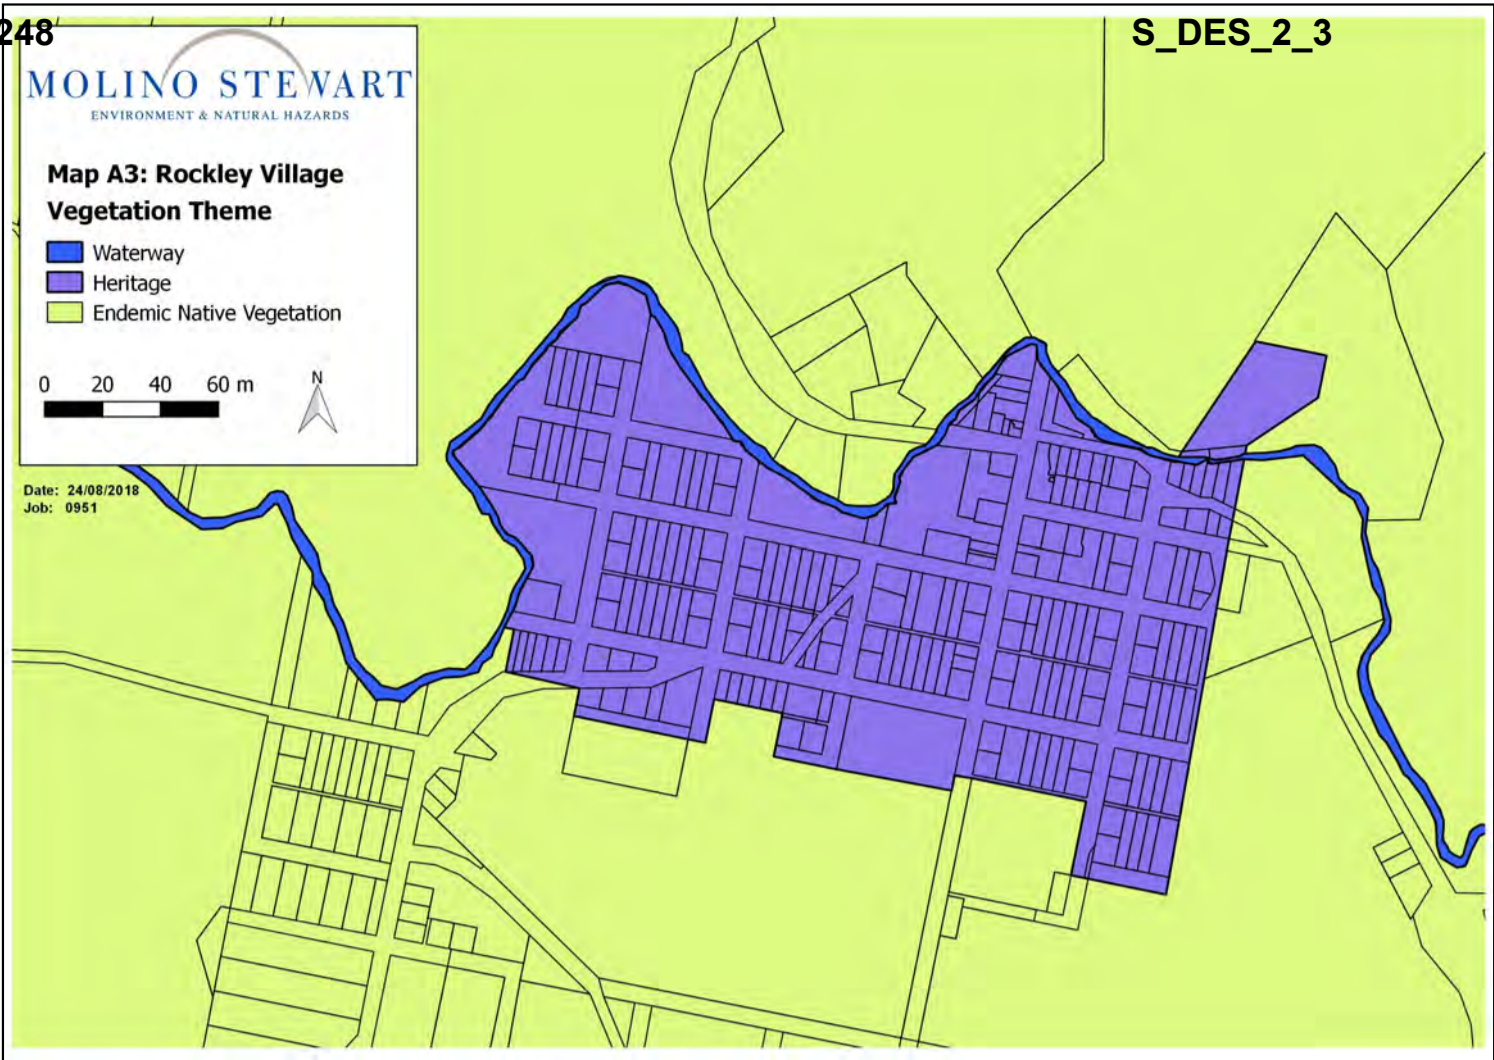 248
S_DES_2_3
MOLINO STEWART
ENVIRONMENT & NATURAL HAZARDS
Map A3: Rockley Village
Vegetation Theme
Waterway
Heritage
Endemic Native Vegetation
0 20 40 60 m
N
Date: 24/08/2018
Job: 0951